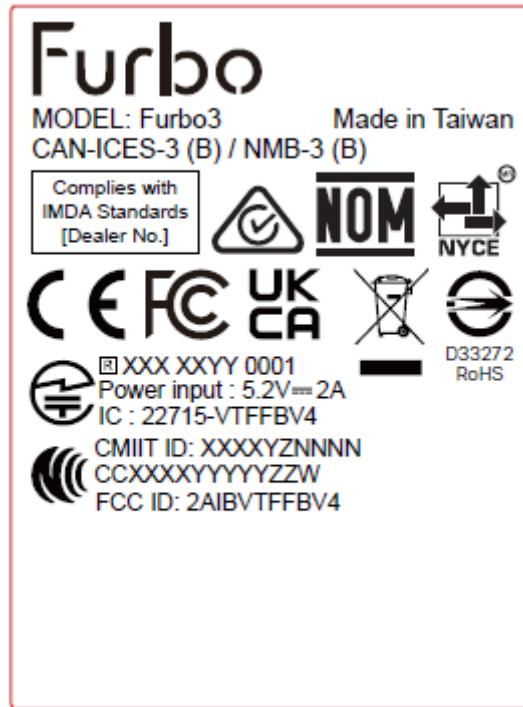 Furbo
MODEL: Furbo3 Made in Taiwan
CAN-ICES-3 (B) / NMB-3 (B)
Complies with
IMDA Standards
[Dealer No.]
NOM
NYCE
CE FC UK
CA
D33272
RoHS
R XXX XXYY 0001
Power input : 5.2V⎓2A
IC : 22715-VTFFBV4
CMIIT ID: XXXXYZNNNN
CCXXXXYYYYYZZW
FCC ID: 2AIBVTFFBV4